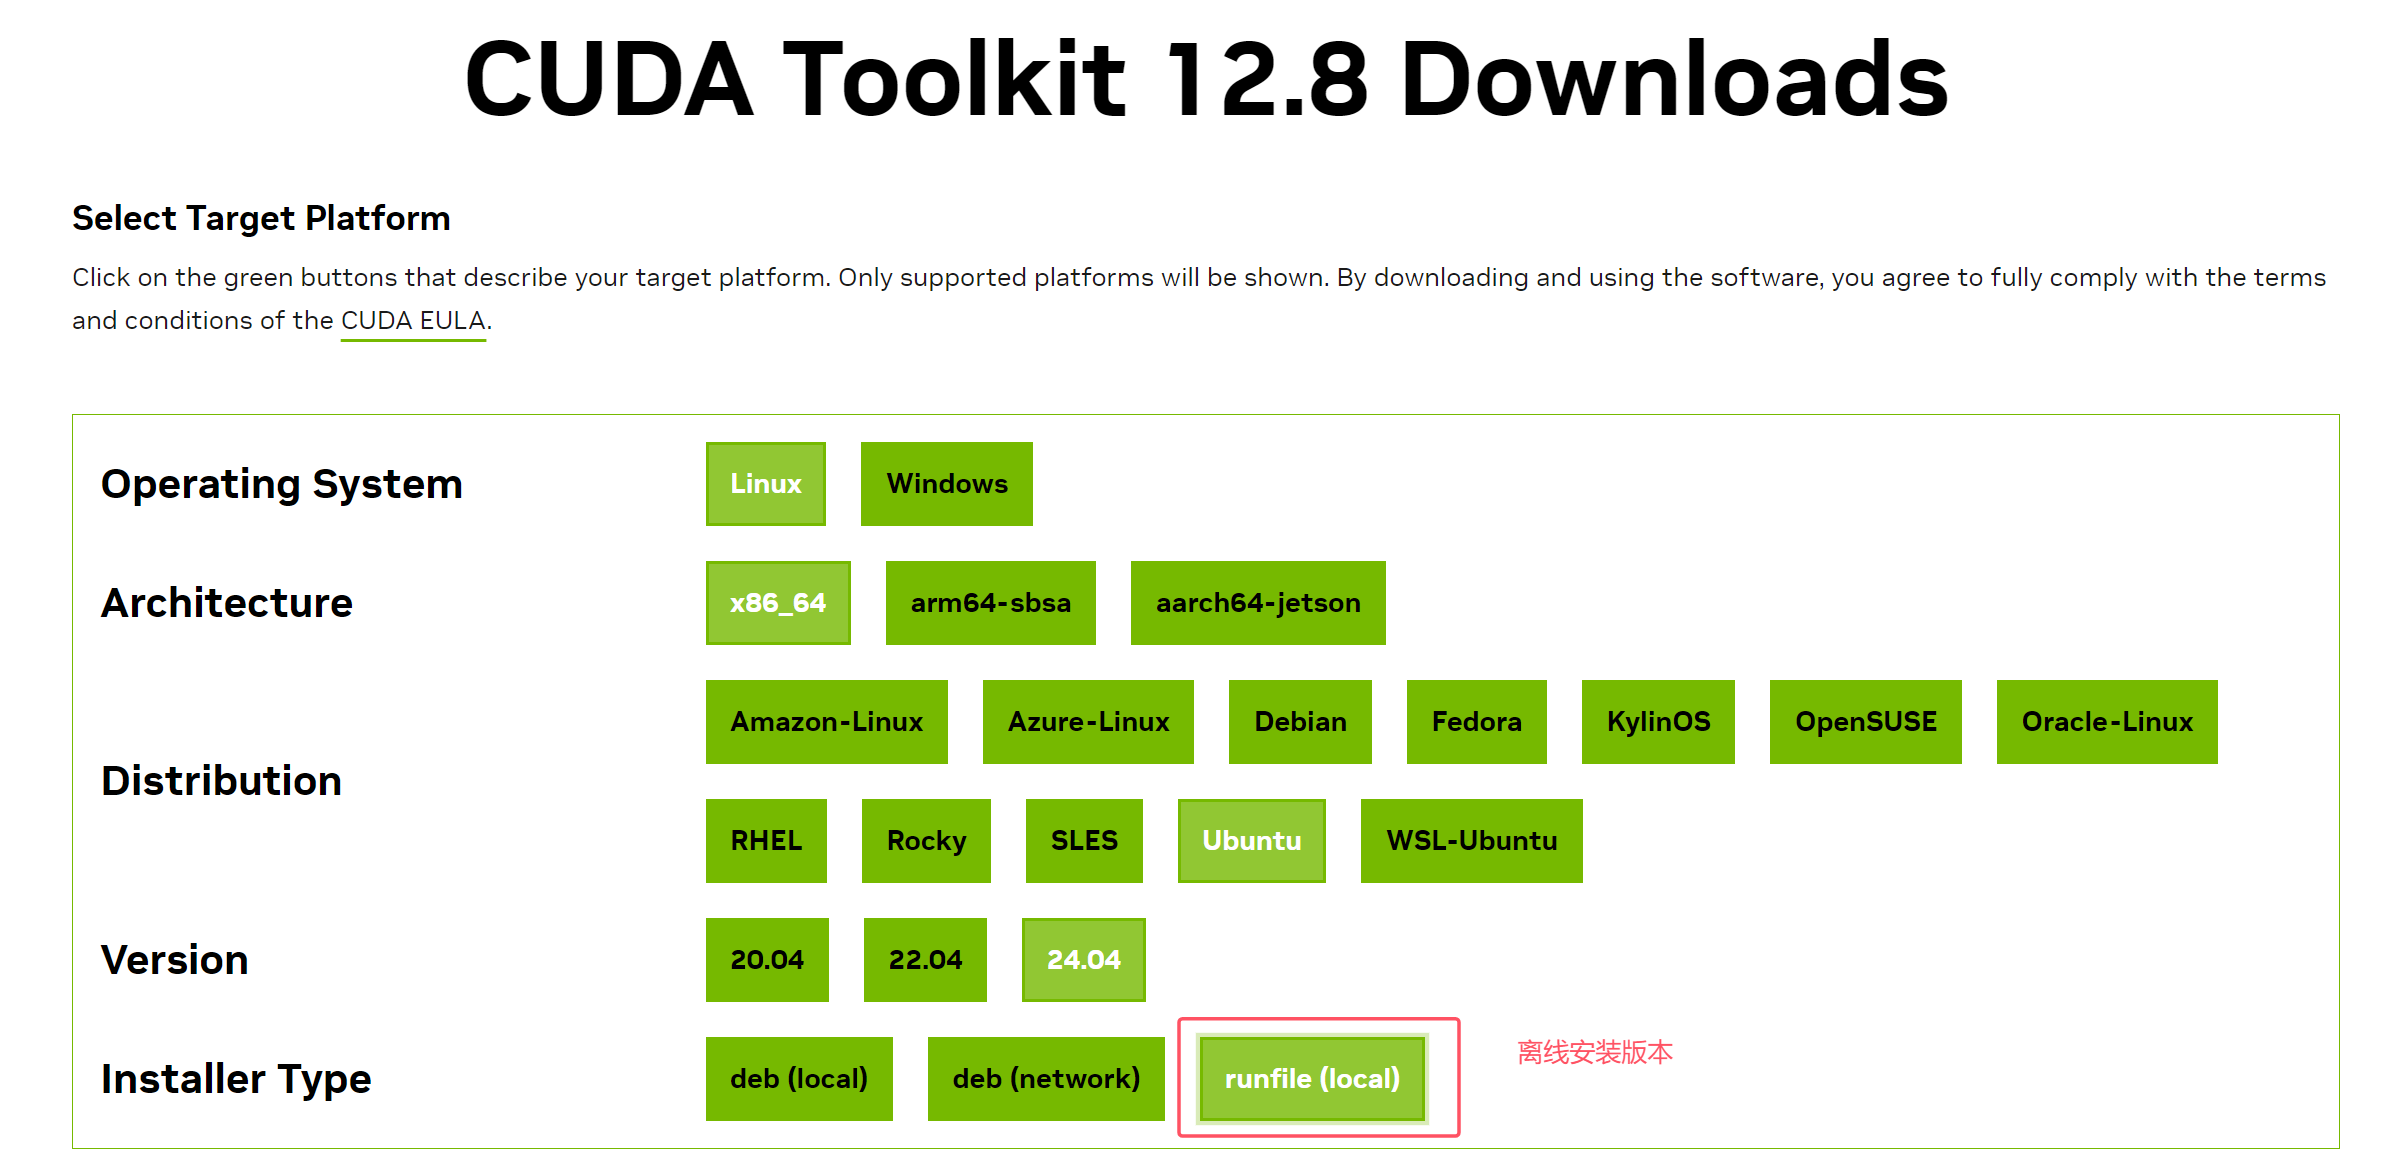 CUDA Toolkit 12.8 Downloads
Select Target Platform
Click on the green buttons that describe your target platform. Only supported platforms will be shown. By downloading and using the software, you agree to fully comply with the terms
and conditions of the CUDA EULA.
Operating System
Linux Windows
Architecture
x86_64 arm64-sbsa aarch64-jetson
Distribution
Amazon-Linux Azure-Linux Debian Fedora KylinOS OpenSUSE Oracle-Linux
RHEL Rocky SLES Ubuntu WSL-Ubuntu
Version
20.04 22.04 24.04
Installer Type
deb (local) deb (network) runfile (local)
离线安装版本